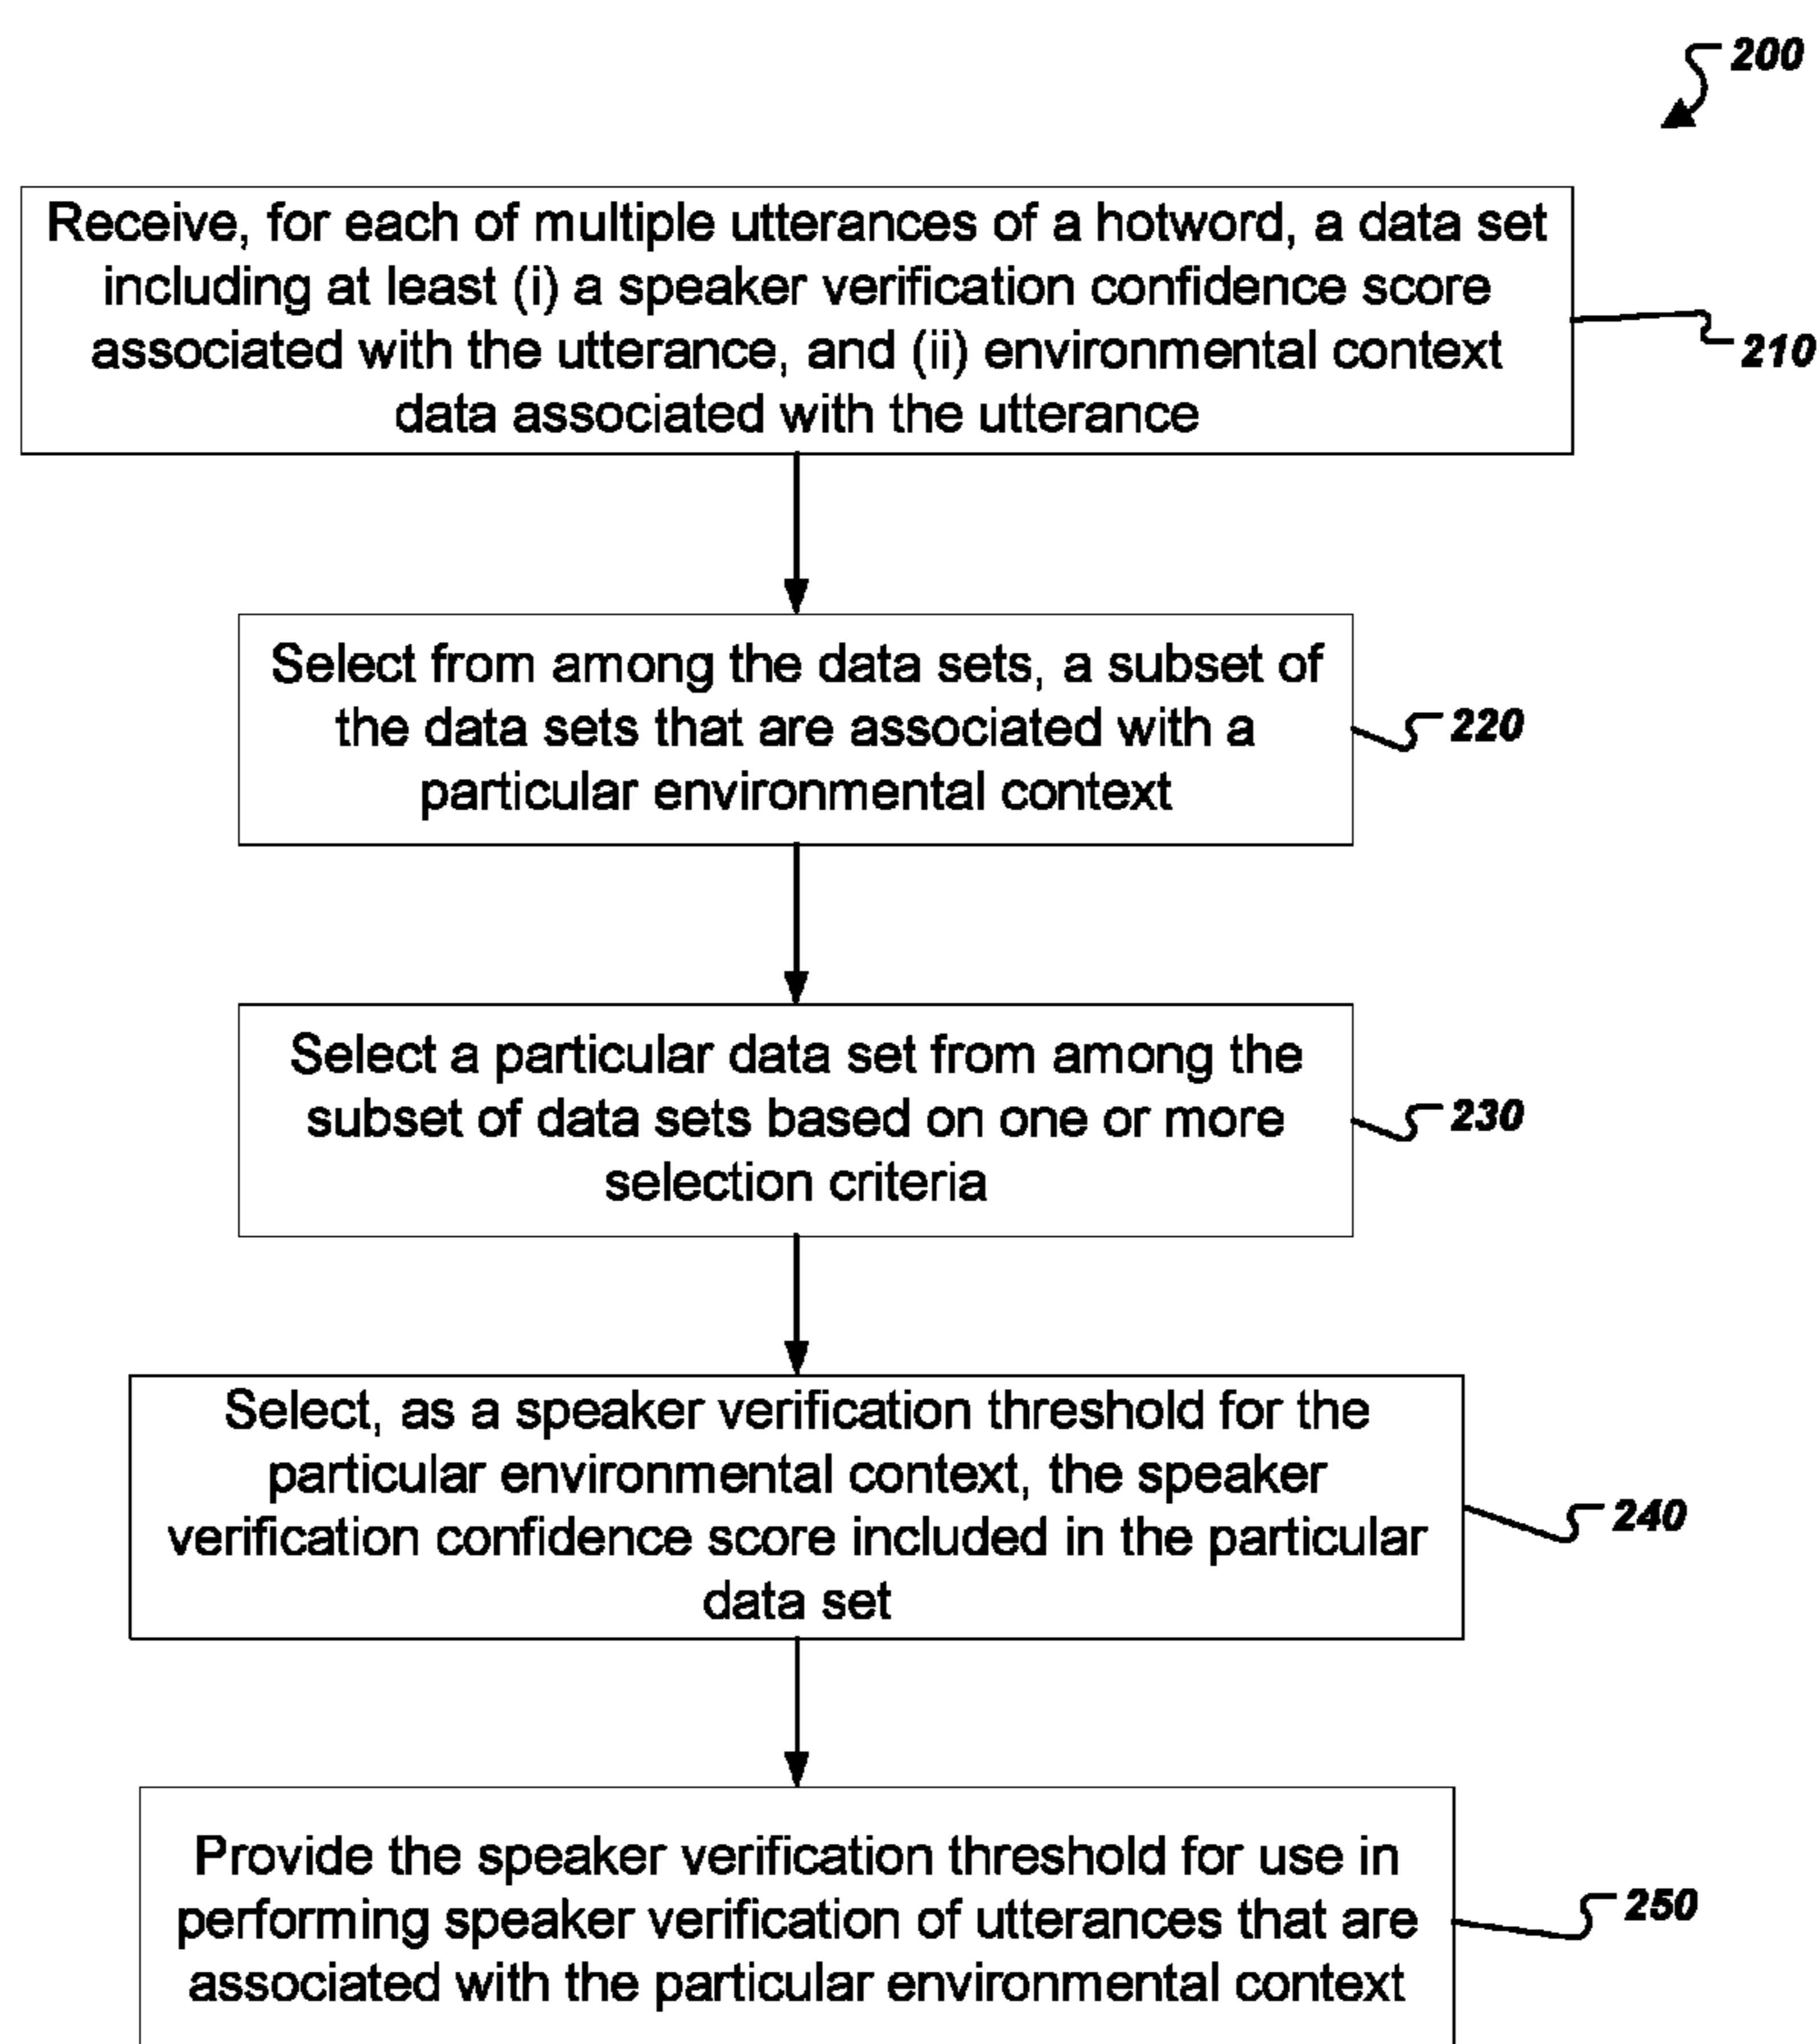 200
Receive, for each of multiple utterances of a hotword, a data set
including at least (i) a speaker verification confidence score
associated with the utterance, and (ii) environmental context
data associated with the utterance
210
Select from among the data sets, a subset of
the data sets that are associated with a
particular environmental context
220
Select a particular data set from among the
subset of data sets based on one or more
selection criteria
230
Select, as a speaker verification threshold for the
particular environmental context, the speaker
verification confidence score included in the particular
data set
240
Provide the speaker verification threshold for use in
performing speaker verification of utterances that are
associated with the particular environmental context
250